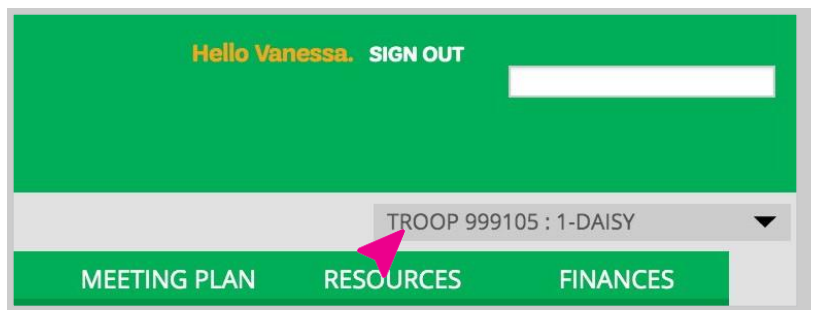 Hello Vanessa. SIGN OUT
TROOP 999105 : 1-DAISY
MEETING PLAN RESOURCES FINANCES